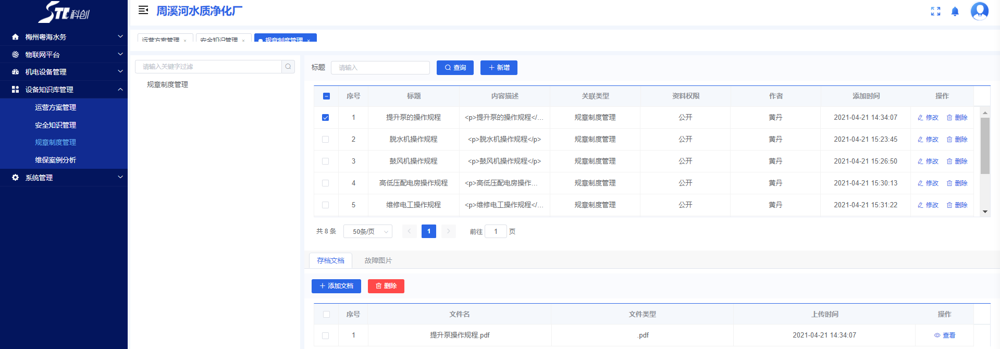 STC科创
周溪河水质净化厂
梅州粤海水务
物联网平台
机电设备管理
设备知识库管理
运营方案管理
安全知识管理
规章制度管理
维保案例分析
系统管理
运营方案管理 × 安全知识管理 × 规章制度管理 ×
请输入关键字过滤
规章制度管理
标题 请输入 查询 新增
序号 标题 内容描述 关联类型 资料权限 作者 添加时间 操作
1 提升泵的操作规程 <p>提升泵的操作规程</... 规章制度管理 公开 黄丹 2021-04-21 14:34:07 修改 删除
2 脱水机操作规程 <p>脱水机操作规程</p> 规章制度管理 公开 黄丹 2021-04-21 15:23:45 修改 删除
3 鼓风机操作规程 <p>鼓风机操作规程</p> 规章制度管理 公开 黄丹 2021-04-21 15:26:50 修改 删除
4 高低压配电房操作规程 <p>高低压配电房操作... 规章制度管理 公开 黄丹 2021-04-21 15:30:13 修改 删除
5 维修电工操作规程 <p>维修电工操作规程</... 规章制度管理 公开 黄丹 2021-04-21 15:31:22 修改 删除
共 8 条 50条/页 1 前往 1 页
存档文档 故障图片
添加文档 删除
序号 文件名 文件类型 上传时间 操作
1 提升泵操作规程.pdf .pdf 2021-04-21 14:34:07 查看